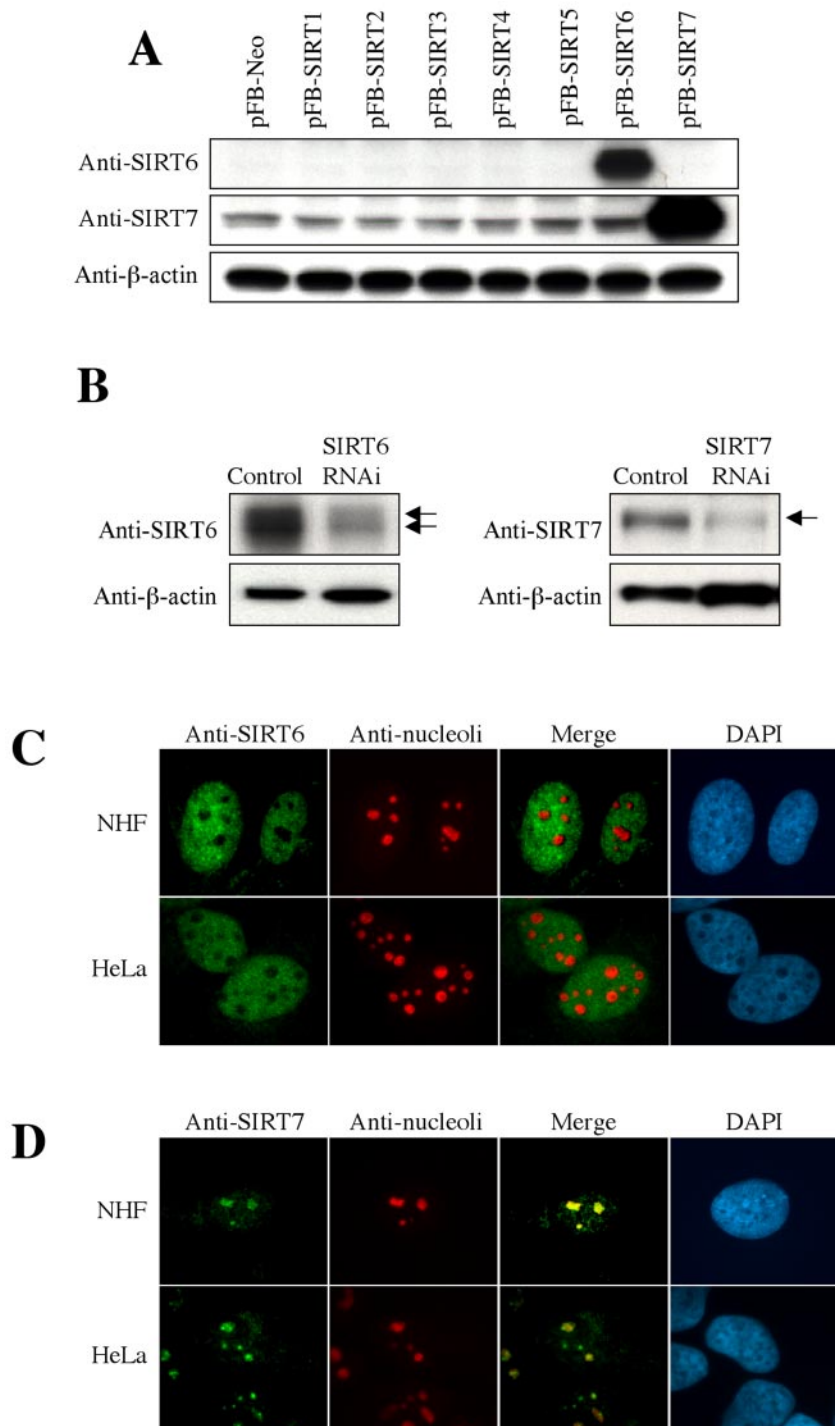 A
pFB-Neo
pFB-SIRT1
pFB-SIRT2
pFB-SIRT3
pFB-SIRT4
pFB-SIRT5
pFB-SIRT6
pFB-SIRT7
Anti-SIRT6
Anti-SIRT7
Anti-β-actin
B
Control
SIRT6
RNAi
Anti-SIRT6
Anti-β-actin
Control
SIRT7
RNAi
Anti-SIRT7
Anti-β-actin
C
Anti-SIRT6 Anti-nucleoli Merge DAPI
NHF
HeLa
D
Anti-SIRT7 Anti-nucleoli Merge DAPI
NHF
HeLa